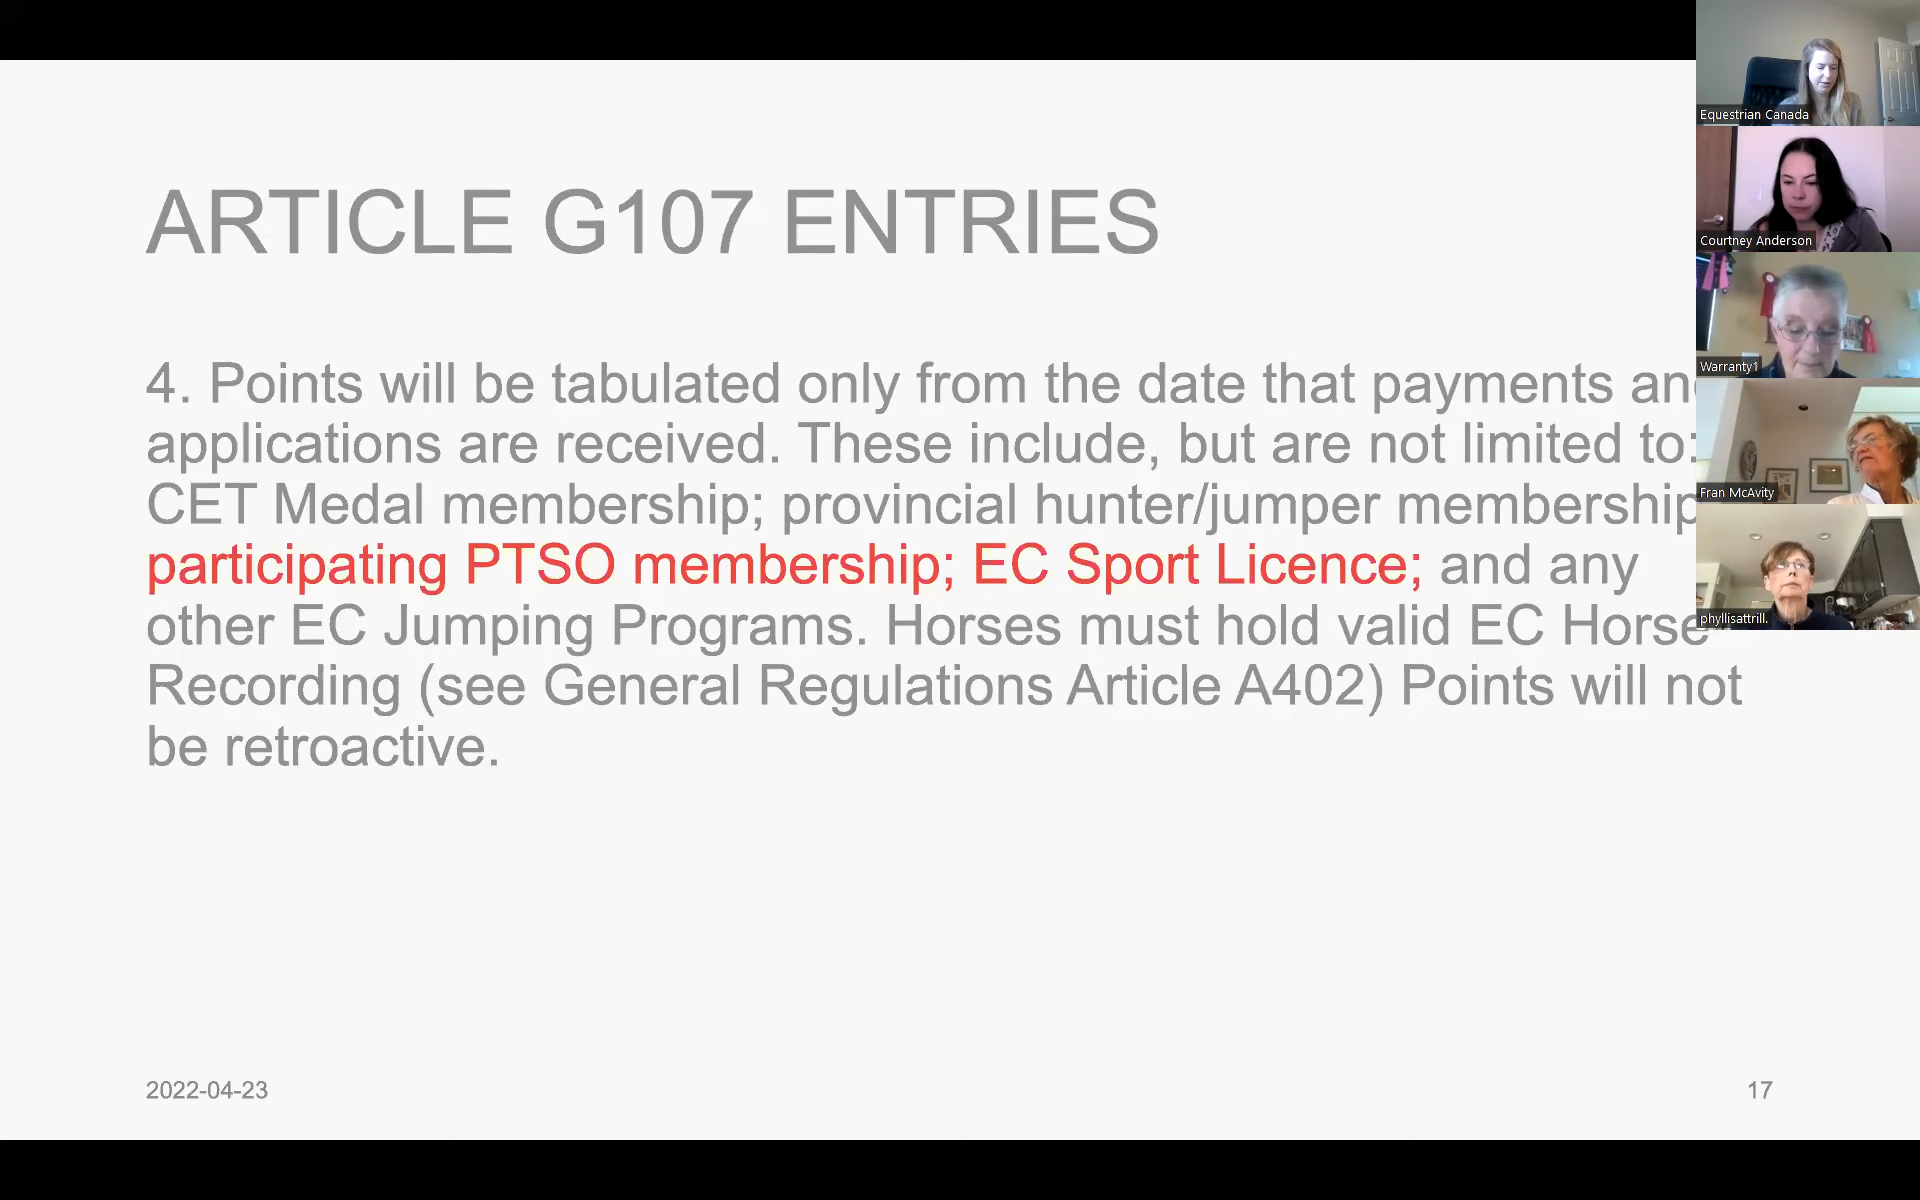 ARTICLE G107 ENTRIES
4. Points will be tabulated only from the date that payments an
applications are received. These include, but are not limited to:
CET Medal membership; provincial hunter/jumper membership
participating PTSO membership; EC Sport Licence; and any
other EC Jumping Programs. Horses must hold valid EC Horse
Recording (see General Regulations Article A402) Points will not
be retroactive.
2022-04-23
17
Equestrian Canada
Courtney Anderson
Warranty1
Fran McAvity
phyllisattrill.